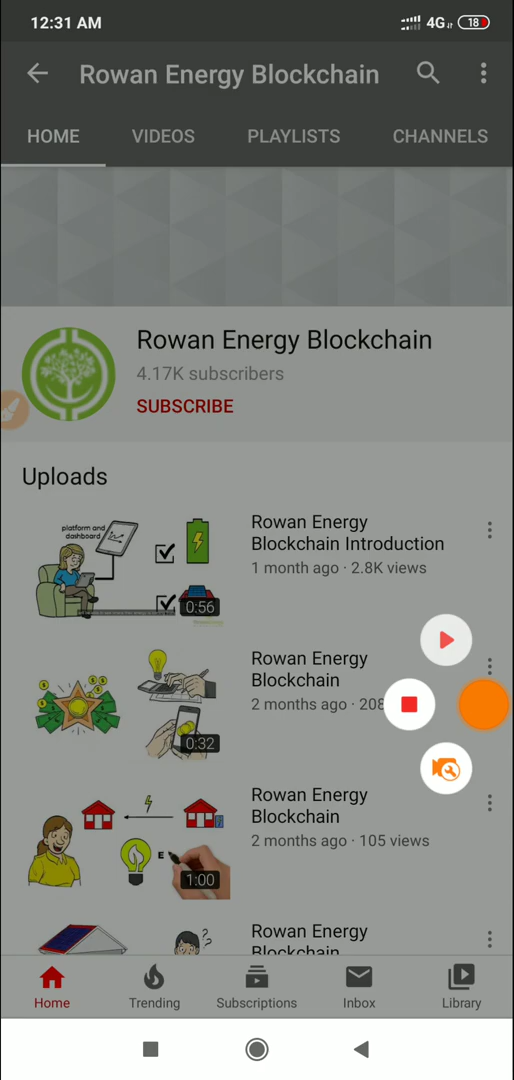 12:31 AM
4G
18
Rowan Energy Blockchain
HOME VIDEOS PLAYLISTS CHANNELS
Rowan Energy Blockchain
4.17K subscribers
SUBSCRIBE
Uploads
platform and
dashboard
0:56
Rowan Energy
Blockchain Introduction
1 month ago · 2.8K views
0:32
Rowan Energy
Blockchain
2 months ago · 208
E
1:00
Rowan Energy
Blockchain
2 months ago · 105 views
Rowan Energy
Blockchain
Home Trending Subscriptions Inbox Library